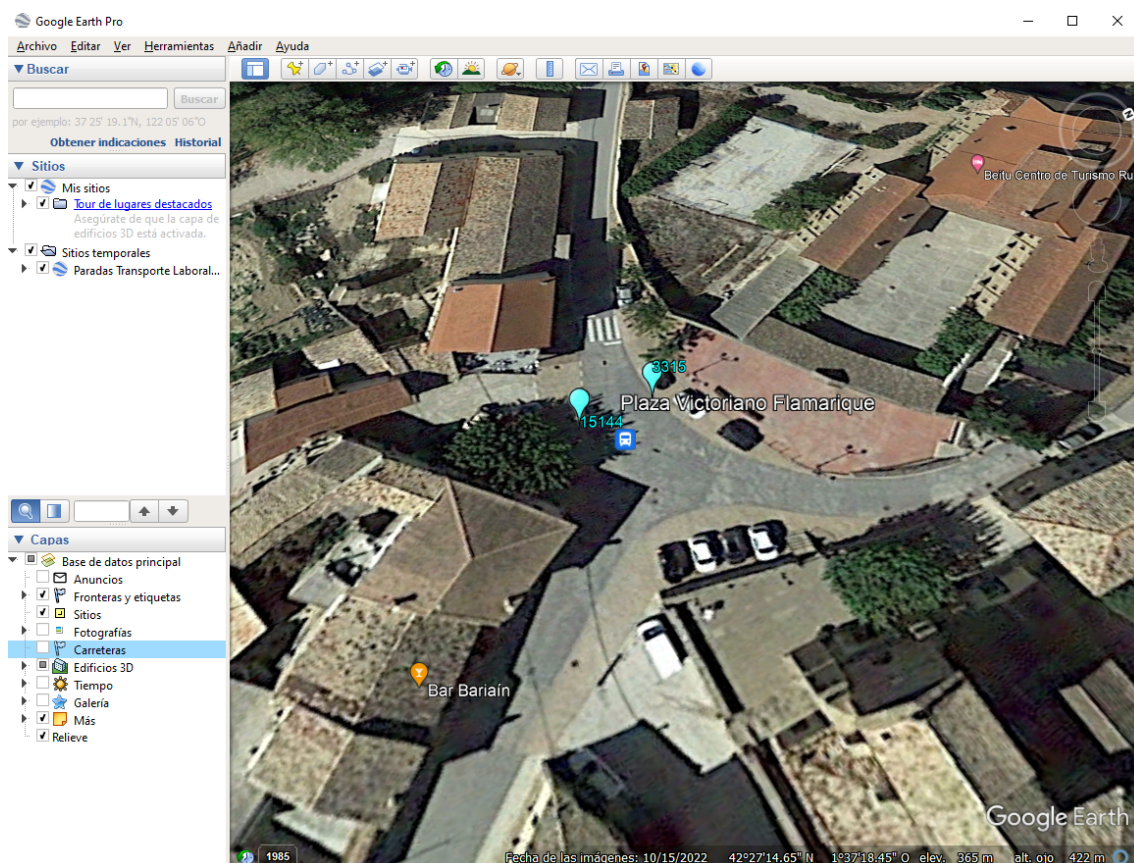 Google Earth Pro
Archivo Editar Ver Herramientas Añadir Ayuda
Buscar
Buscar
por ejemplo: 37 25' 19.1"N, 122 05' 06"O
Obtener indicaciones Historial
Sitios
Mis sitios
Tour de lugares destacados
Asegúrate de que la capa de
edificios 3D está activada.
Sitios temporales
Paradas Transporte Laboral...
Capas
Base de datos principal
Anuncios
Fronteras y etiquetas
Sitios
Fotografías
Carreteras
Edificios 3D
Tiempo
Galería
Más
Relieve
Beitu Centro de Turismo Ru
3315
Plaza Victoriano Flamarique
15144
Bar Bariaín
Google Earth
1985
Fecha de las imágenes: 10/15/2022 42°27'14.65" N 1°37'18.45" O elev. 365 m alt. ojo 422 m